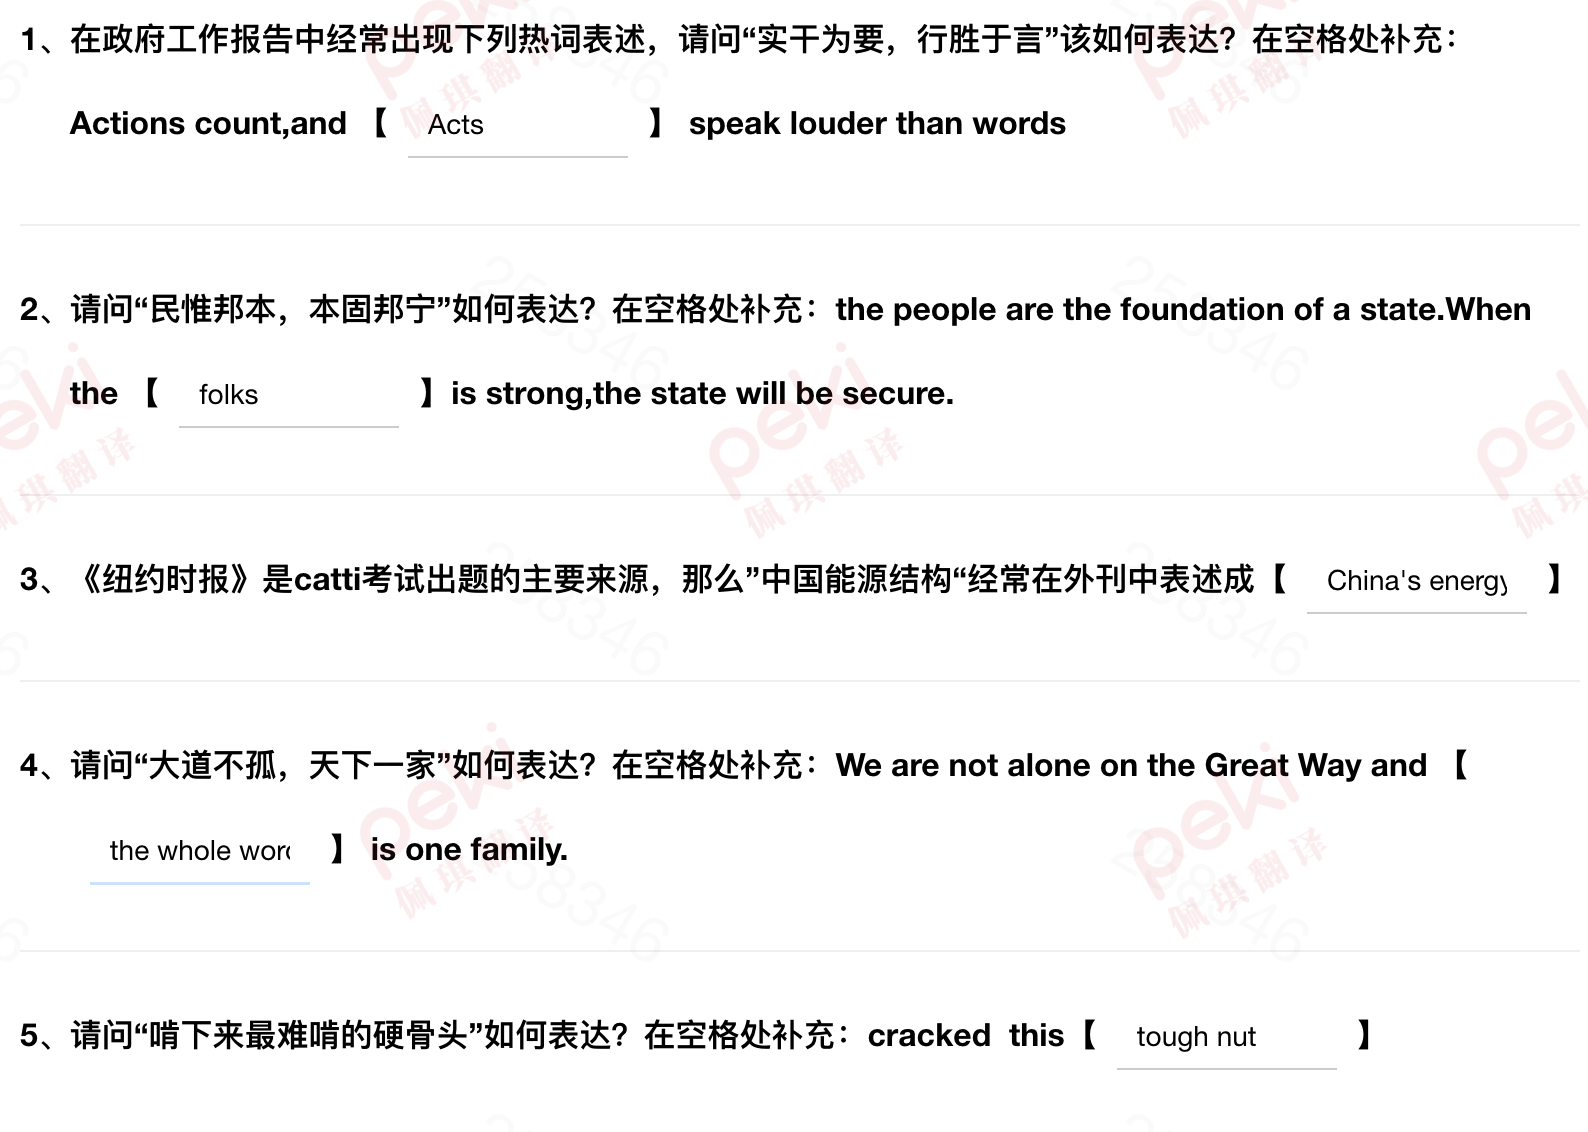 1、在政府工作报告中经常出现下列热词表述，请问“实干为要，行胜于言”该如何表达？在空格处补充：
Actions count,and 【 Acts 】 speak louder than words
2、请问“民惟邦本，本固邦宁”如何表达？在空格处补充：the people are the foundation of a state.When
the 【 folks 】is strong,the state will be secure.
3、《纽约时报》是catti考试出题的主要来源，那么”中国能源结构“经常在外刊中表述成【 China's energy 】
4、请问“大道不孤，天下一家”如何表达？在空格处补充：We are not alone on the Great Way and 【
the whole word 】 is one family.
5、请问“啃下来最难啃的硬骨头”如何表达？在空格处补充：cracked this【 tough nut 】
peki
佩琪翻译
258346